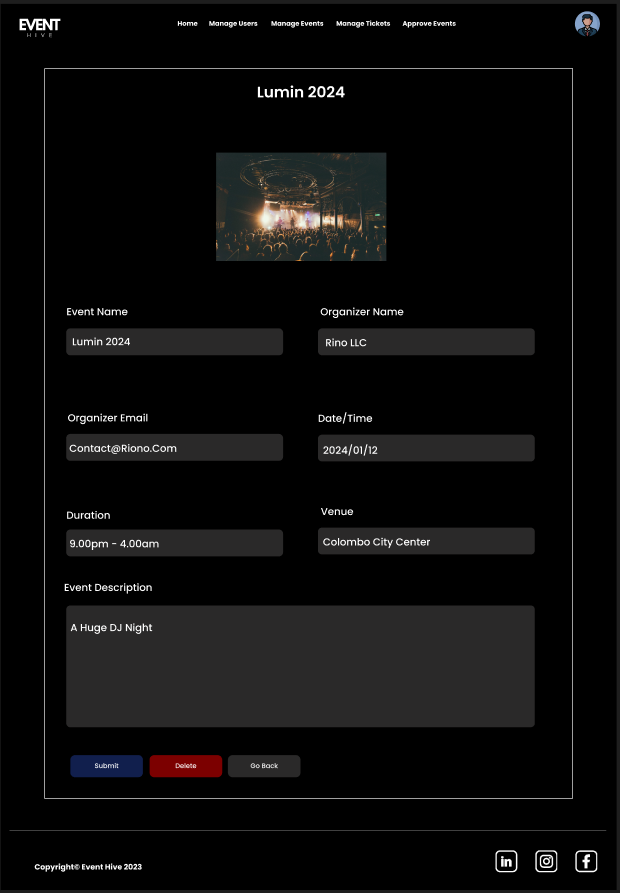 EVENT
HIVE
Home Manage Users Manage Events Manage Tickets Approve Events
Lumin 2024
Event Name Organizer Name
Lumin 2024 Rino LLC
Organizer Email Date/Time
Contact@Riono.Com 2024/01/12
Duration Venue
9.00pm - 4.00am Colombo City Center
Event Description
A Huge DJ Night
Submit Delete Go Back
Copyright© Event Hive 2023
in
f